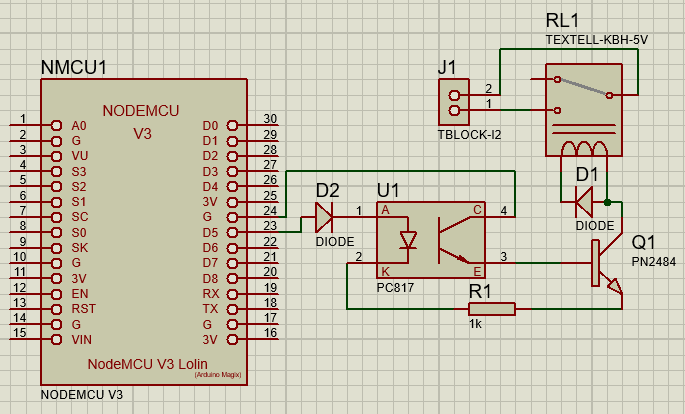 RL1
TEXTELL-KBH-5V
NMCU1
J1
2
1
TBLOCK-I2
NODEMCU
V3
1 A0 D0 30
2 G D1 29
3 VU D2 28
4 S3 D3 27
5 S2 D4 26
6 S1 3V 25
7 SC G 24
8 S0 D5 23
9 SK D6 22
10 G D7 21
11 3V D8 20
12 EN RX 19
13 RST TX 18
14 G G 17
15 VIN 3V 16
NodeMCU V3 Lolin
(Arduino Magix)
NODEMCU V3
D2
DIODE
U1
1 A C 4
2 K E 3
PC817
D1
DIODE
Q1
PN2484
R1
1k